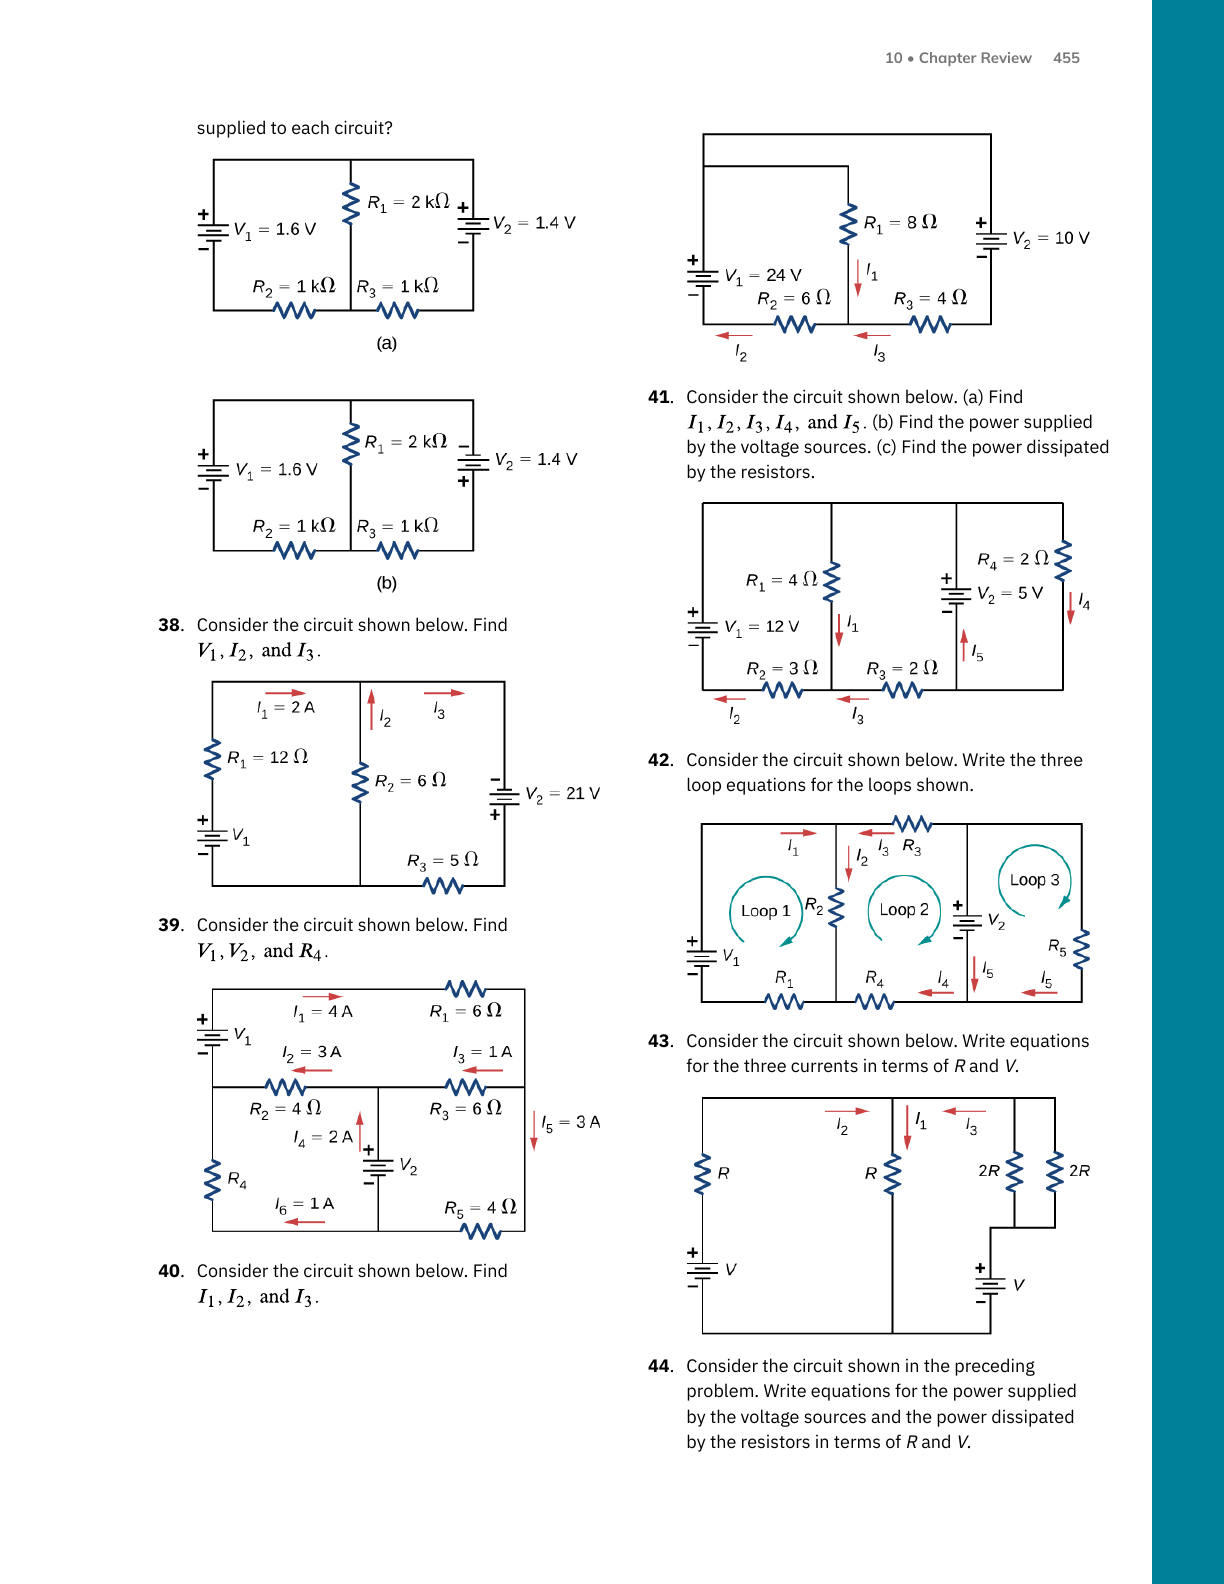 10 • Chapter Review 455
supplied to each circuit?
R1 = 2 kΩ
V1 = 1.6 V
V2 = 1.4 V
R2 = 1 kΩ
R3 = 1 kΩ
(a)
R1 = 2 kΩ
V1 = 1.6 V
V2 = 1.4 V
R2 = 1 kΩ
R3 = 1 kΩ
(b)
38. Consider the circuit shown below. Find
V1, I2, and I3.
I1 = 2 A
I2
I3
R1 = 12 Ω
R2 = 6 Ω
V2 = 21 V
V1
R3 = 5 Ω
39. Consider the circuit shown below. Find
V1, V2, and R4.
I1 = 4 A
R1 = 6 Ω
V1
I2 = 3 A
I3 = 1 A
R2 = 4 Ω
R3 = 6 Ω
I4 = 2 A
I5 = 3 A
V2
R4
I6 = 1 A
R5 = 4 Ω
40. Consider the circuit shown below. Find
I1, I2, and I3.
R1 = 8 Ω
V2 = 10 V
V1 = 24 V
I1
R2 = 6 Ω
R3 = 4 Ω
I2
I3
41. Consider the circuit shown below. (a) Find
I1, I2, I3, I4, and I5. (b) Find the power supplied
by the voltage sources. (c) Find the power dissipated
by the resistors.
R4 = 2 Ω
R1 = 4 Ω
V2 = 5 V
I4
V1 = 12 V
I1
I5
R2 = 3 Ω
R3 = 2 Ω
I2
I3
42. Consider the circuit shown below. Write the three
loop equations for the loops shown.
I1
I2
I3
R3
Loop 3
Loop 1
R2
Loop 2
V2
V1
R5
R1
R4
I4
I5
I5
43. Consider the circuit shown below. Write equations
for the three currents in terms of R and V.
I2
I1
I3
R
R
2R
2R
V
V
44. Consider the circuit shown in the preceding
problem. Write equations for the power supplied
by the voltage sources and the power dissipated
by the resistors in terms of R and V.